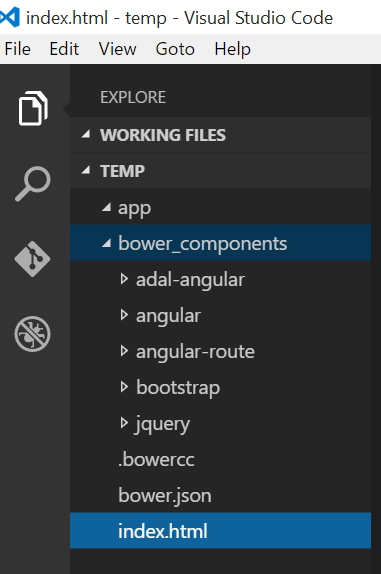 index.html - temp - Visual Studio Code
File Edit View Goto Help
EXPLORE
WORKING FILES
TEMP
app
bower_components
adal-angular
angular
angular-route
bootstrap
jquery
.bowercc
bower.json
index.html